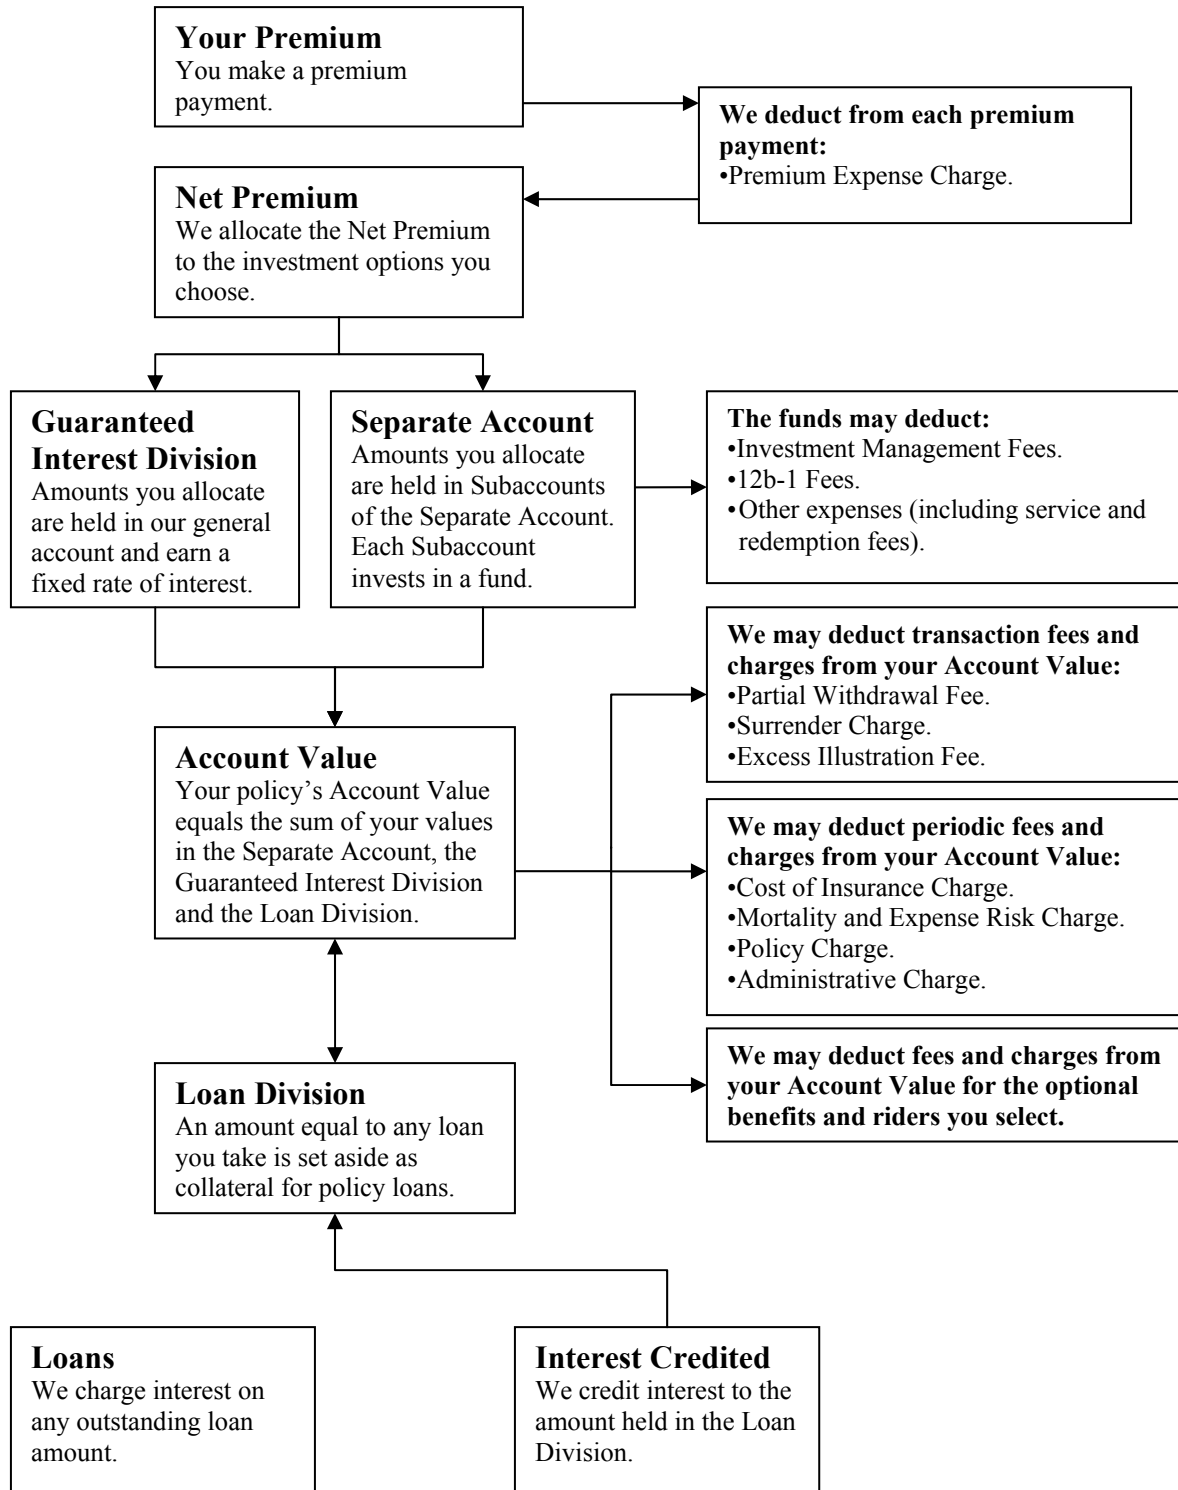 Your Premium
You make a premium
payment.
We deduct from each premium
payment:
•Premium Expense Charge.
Net Premium
We allocate the Net Premium
to the investment options you
choose.
Guaranteed
Interest Division
Amounts you allocate
are held in our general
account and earn a
fixed rate of interest.
Separate Account
Amounts you allocate
are held in Subaccounts
of the Separate Account.
Each Subaccount
invests in a fund.
The funds may deduct:
•Investment Management Fees.
•12b-1 Fees.
•Other expenses (including service and
redemption fees).
We may deduct transaction fees and
charges from your Account Value:
•Partial Withdrawal Fee.
•Surrender Charge.
•Excess Illustration Fee.
Account Value
Your policy’s Account Value
equals the sum of your values
in the Separate Account, the
Guaranteed Interest Division
and the Loan Division.
We may deduct periodic fees and
charges from your Account Value:
•Cost of Insurance Charge.
•Mortality and Expense Risk Charge.
•Policy Charge.
•Administrative Charge.
We may deduct fees and charges from
your Account Value for the optional
benefits and riders you select.
Loan Division
An amount equal to any loan
you take is set aside as
collateral for policy loans.
Loans
We charge interest on
any outstanding loan
amount.
Interest Credited
We credit interest to the
amount held in the Loan
Division.